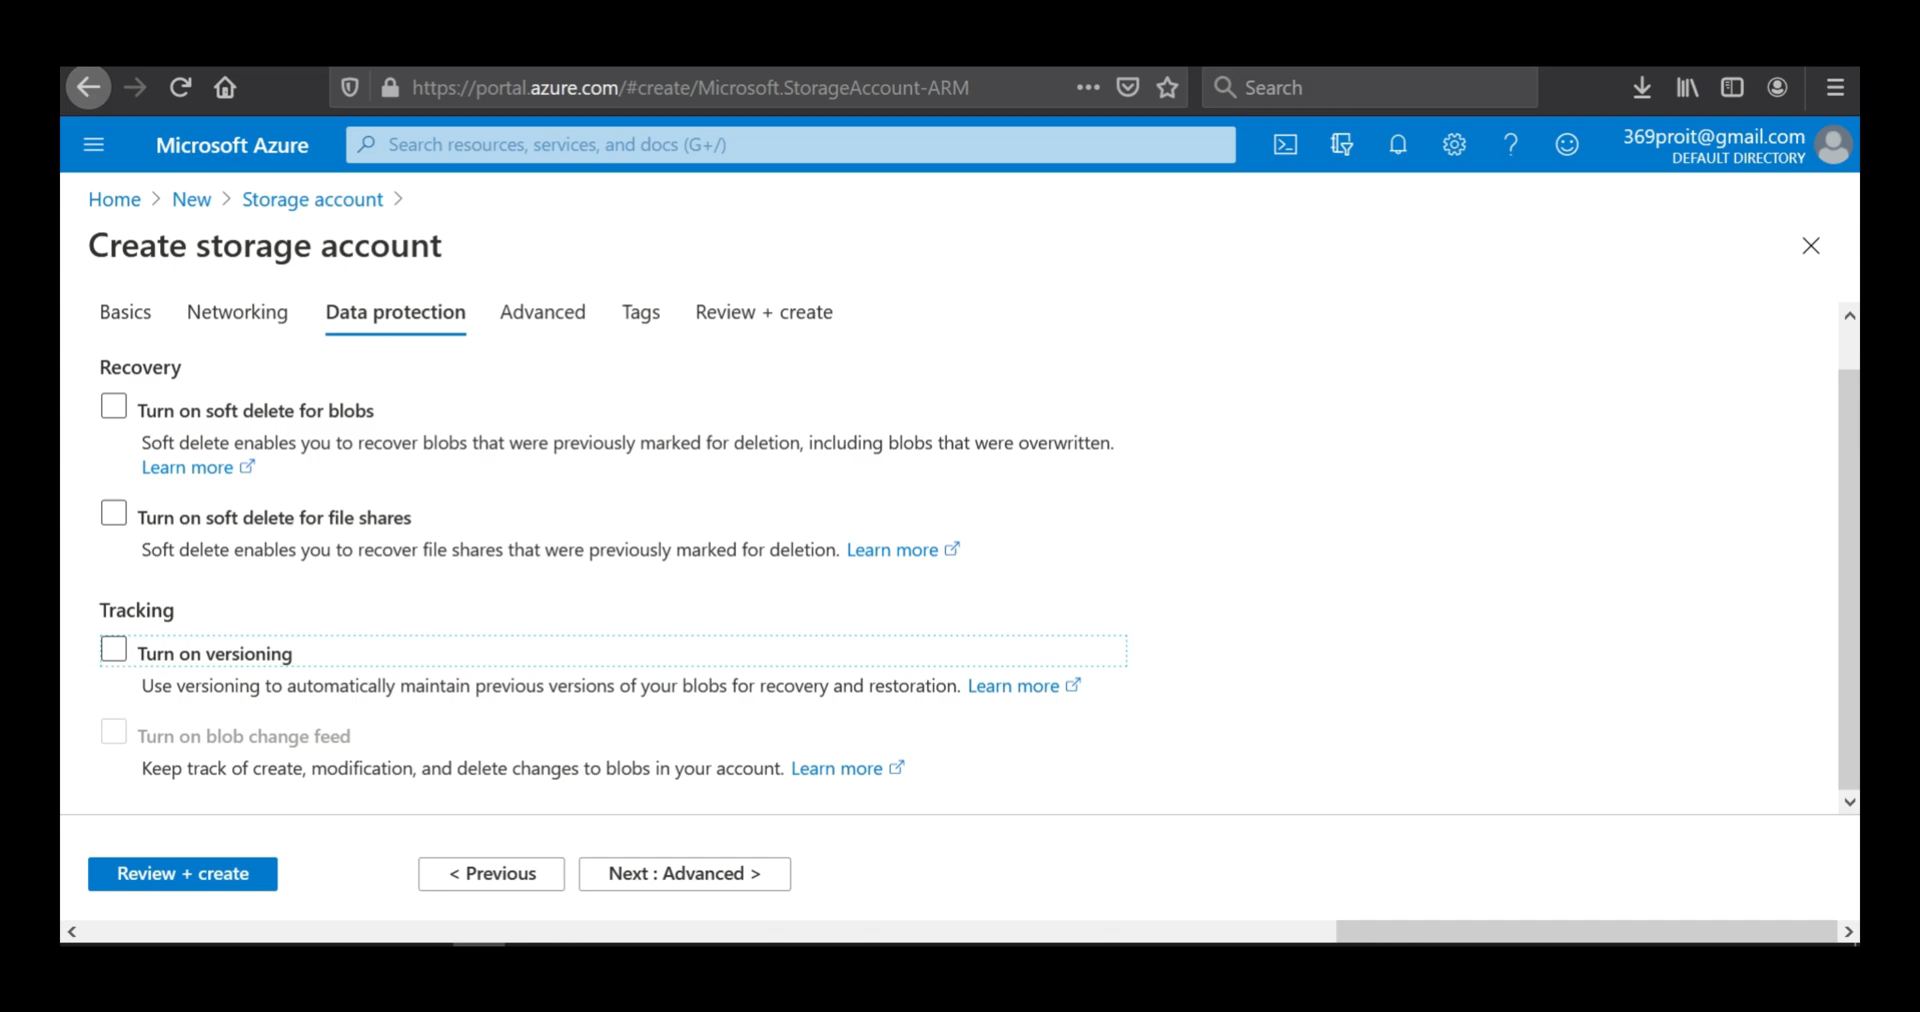 https://portal.azure.com/#create/Microsoft.StorageAccount-ARM
Search
Microsoft Azure
Search resources, services, and docs (G+/)
369proit@gmail.com
DEFAULT DIRECTORY
Home > New > Storage account >
Create storage account
Basics Networking Data protection Advanced Tags Review + create
Recovery
Turn on soft delete for blobs
Soft delete enables you to recover blobs that were previously marked for deletion, including blobs that were overwritten.
Learn more
Turn on soft delete for file shares
Soft delete enables you to recover file shares that were previously marked for deletion. Learn more
Tracking
Turn on versioning
Use versioning to automatically maintain previous versions of your blobs for recovery and restoration. Learn more
Turn on blob change feed
Keep track of create, modification, and delete changes to blobs in your account. Learn more
Review + create < Previous Next : Advanced >